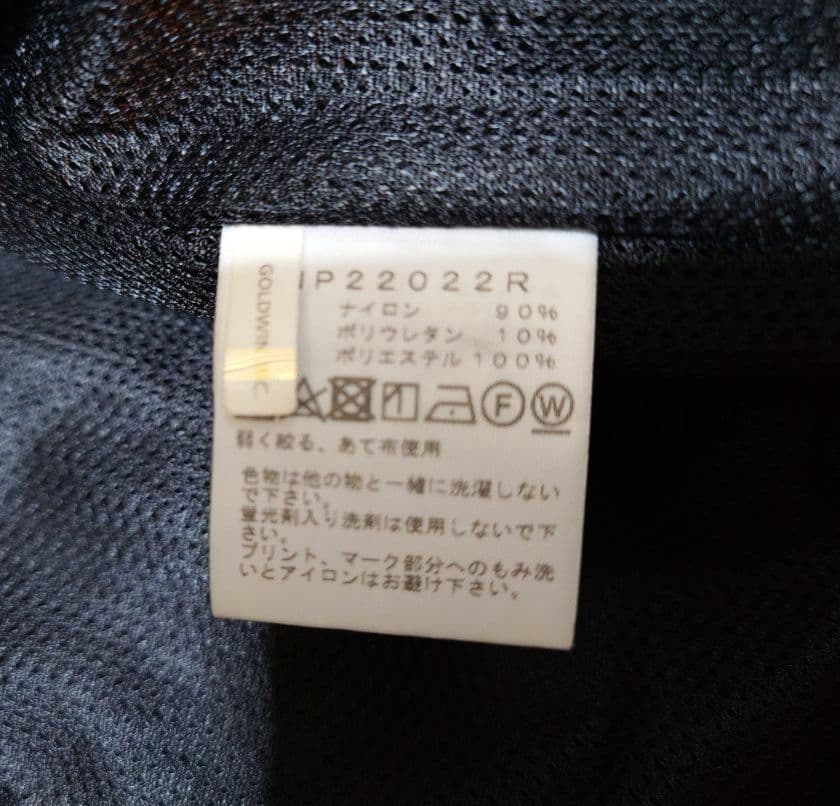 P22022R
GOLDWIN
ナイロン 90%
ポリウレタン 10%
ポリエステル 100%
F W
弱く絞る、あて布使用
色物は他の物と一緒に洗濯しない
で下さい。
蛍光剤入り洗剤は使用しないで下
さい。
プリント、マーク部分へのもみ洗
いとアイロンはお避け下さい。